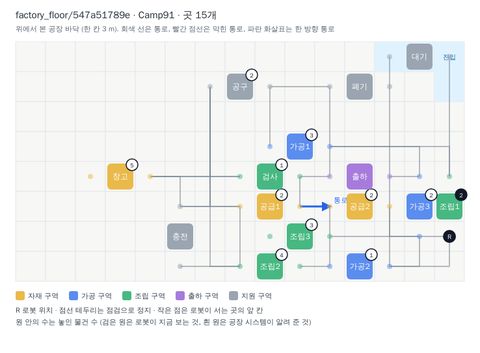 factory_floor/547a51789e · Camp91 · 곳 15개
위에서 본 공장 바닥 (한 칸 3 m). 회색 선은 통로, 빨간 점선은 막힌 통로, 파란 화살표는 한 방향 통로
대기
공구 2
폐기
가공1 3
창고 5
검사 1
출하
통로
공급1 2
공급2 2
가공3 2
조립1 2
충전
조립3 3
R
조립2 4
가공2 1
자재 구역
가공 구역
조립 구역
출하 구역
지원 구역
R 로봇 위치 · 점선 테두리는 점검으로 정지 · 작은 점은 로봇이 서는 곳의 앞 칸
원 안의 수는 놓인 물건 수 (검은 원은 로봇이 지금 보는 것, 흰 원은 공장 시스템이 알려 준 것)